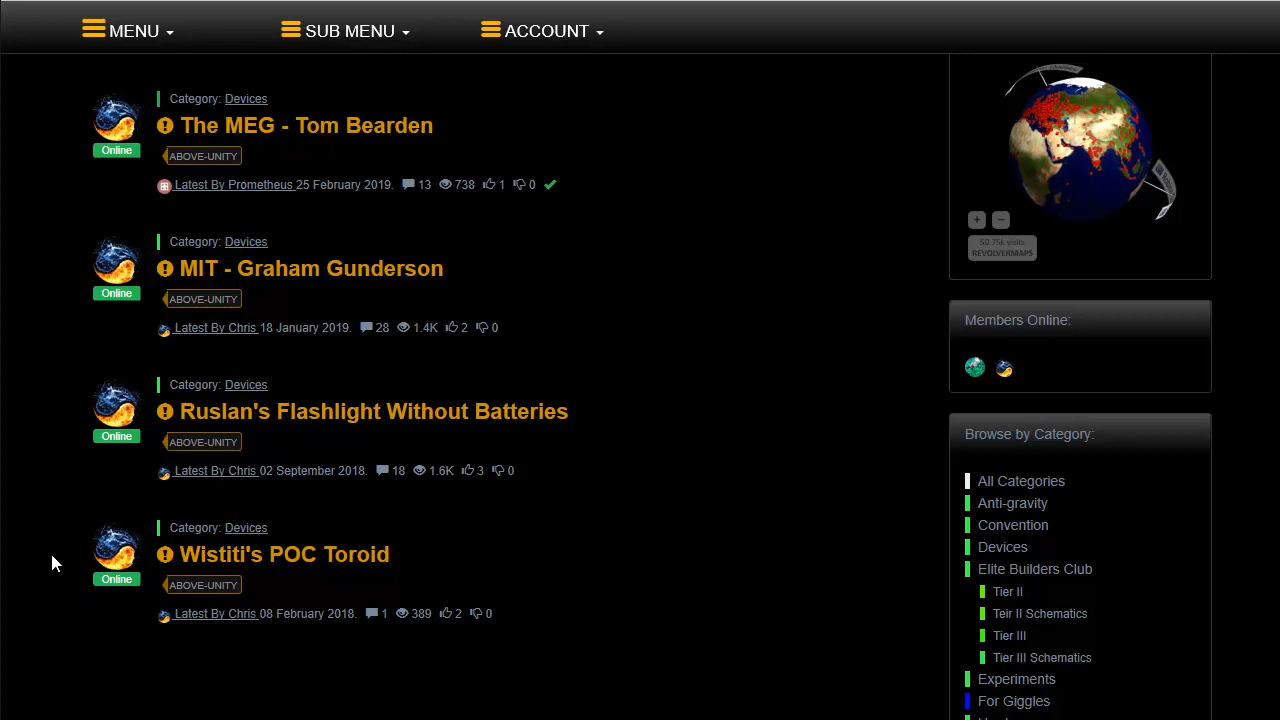 MENU
SUB MENU
ACCOUNT
Category: Devices
The MEG - Tom Bearden
Online
ABOVE-UNITY
Latest By Prometheus 25 February 2019. 13 738 1 0
Category: Devices
MIT - Graham Gunderson
Online
ABOVE-UNITY
Latest By Chris 18 January 2019. 28 1.4K 2 0
Category: Devices
Ruslan's Flashlight Without Batteries
Online
ABOVE-UNITY
Latest By Chris 02 September 2018. 18 1.6K 3 0
Category: Devices
Wistiti's POC Toroid
Online
ABOVE-UNITY
Latest By Chris 08 February 2018. 1 389 2 0
+ −
50.75k visits
REVOLVERMAPS
Members Online:
Browse by Category:
All Categories
Anti-gravity
Convention
Devices
Elite Builders Club
Tier II
Teir II Schematics
Tier III
Tier III Schematics
Experiments
For Giggles